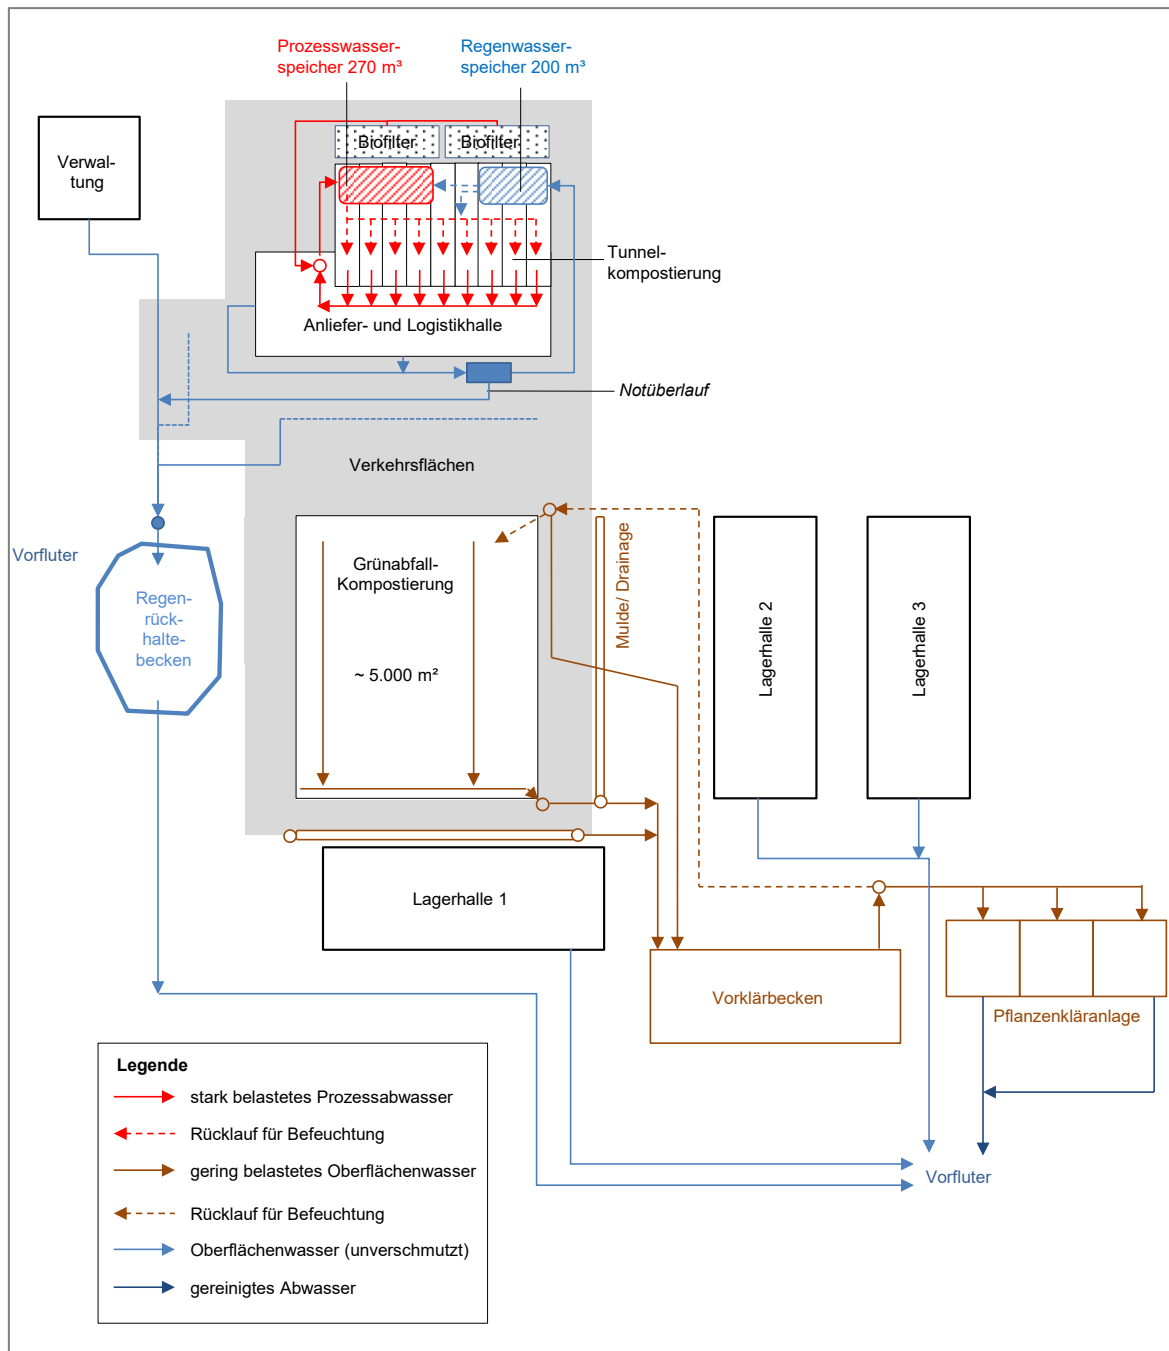 Prozesswasser-
speicher 270 m³
Regenwasser-
speicher 200 m³
Verwal-
tung
Biofilter
Biofilter
Tunnel-
kompostierung
Anliefer- und Logistikhalle
Notüberlauf
Verkehrsflächen
Vorfluter
Regen-
rück-
halte-
becken
Grünabfall-
Kompostierung
~ 5.000 m²
Mulde/ Drainage
Lagerhalle 2
Lagerhalle 3
Lagerhalle 1
Vorklärbecken
Pflanzenkläranlage
Vorfluter
Legende
stark belastetes Prozessabwasser
Rücklauf für Befeuchtung
gering belastetes Oberflächenwasser
Rücklauf für Befeuchtung
Oberflächenwasser (unverschmutzt)
gereinigtes Abwasser